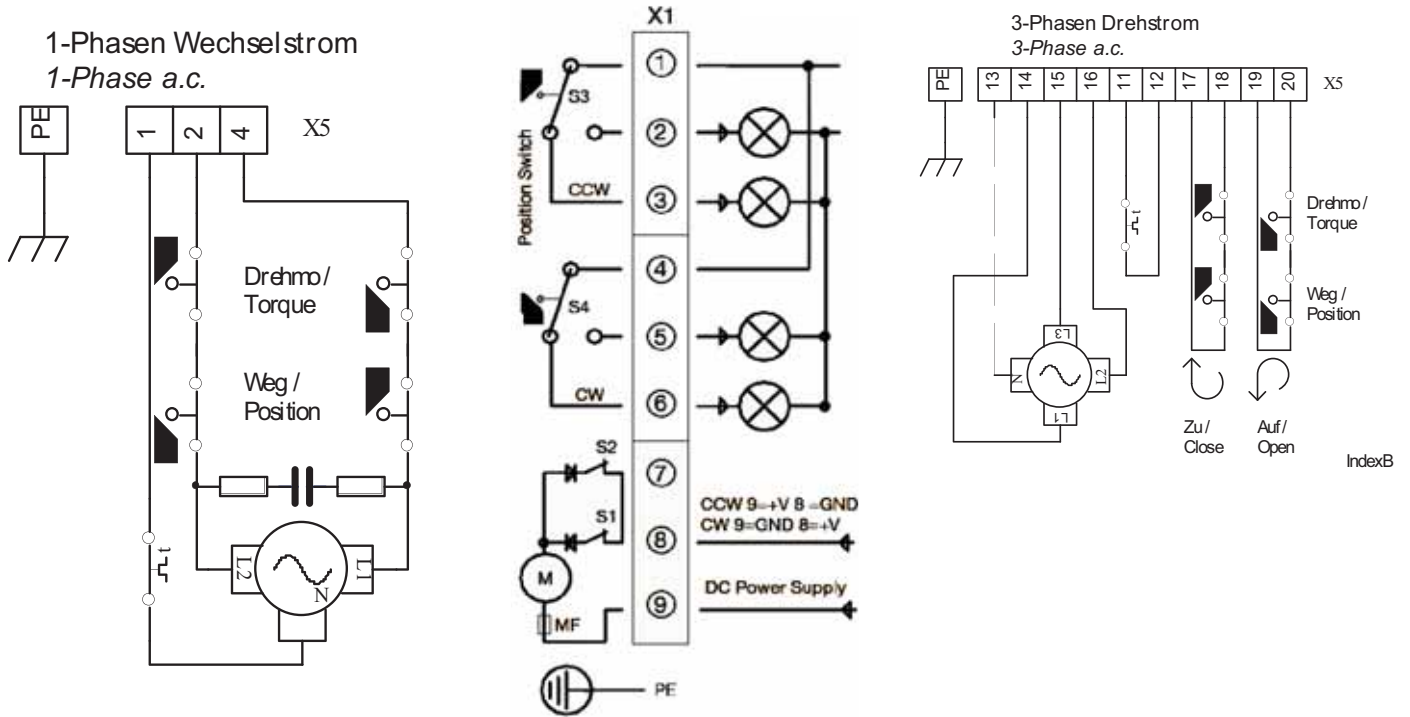 1-Phasen Wechselstrom
1-Phase a.c.
PE
1 2 4 X5
Drehmo /
Torque
Weg /
Position
t
L2 N L1
X1
Position Switch
1
S3
2
CCW
3
4
S4
5
CW
6
S2
7
CCW 9=+V 8 =GND
S1
CW 9=GND 8=+V
8
M
DC Power Supply
9
MF
PE
3-Phasen Drehstrom
3-Phase a.c.
PE
13 14 15 16 11 12 17 18 19 20 X5
Drehmo /
Torque
t
Weg /
Position
L3
N L2
L1
Zu /
Close
Auf /
Open
IndexB